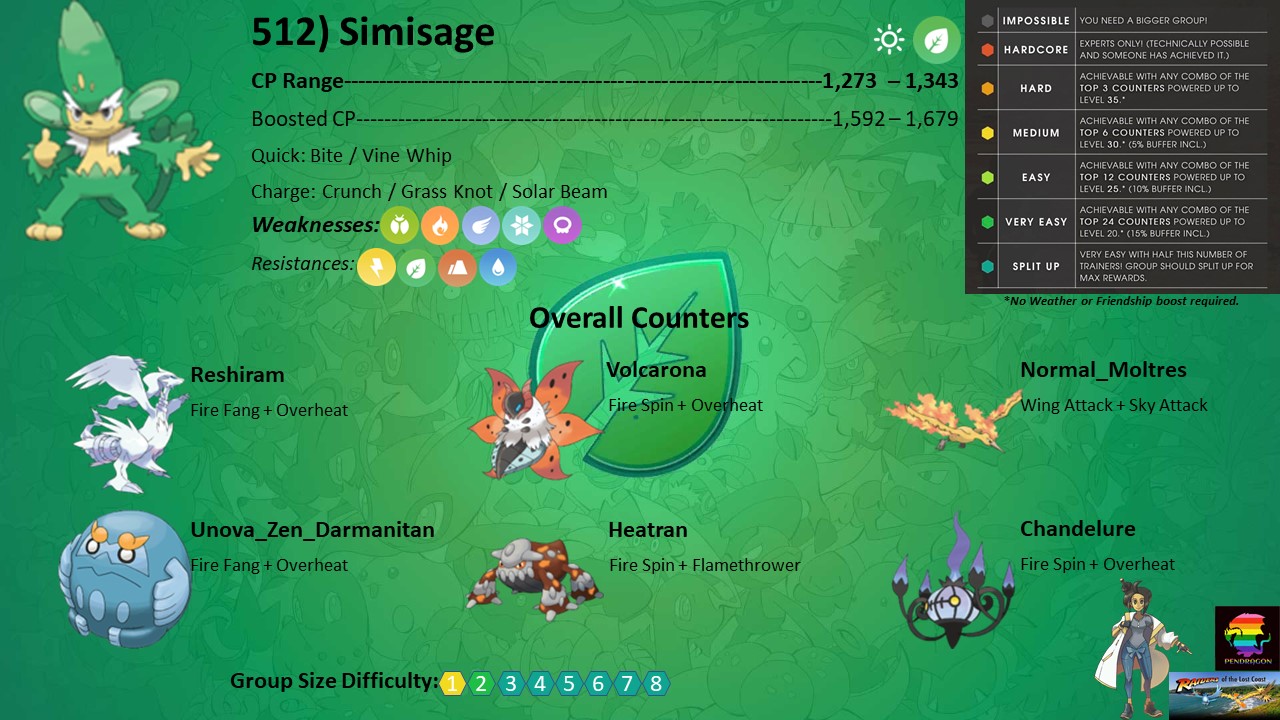 512) Simisage
CP Range----------------------------------------------------------------------1,273 – 1,343
Boosted CP----------------------------------------------------------------------1,592 – 1,679
Quick: Bite / Vine Whip
Charge: Crunch / Grass Knot / Solar Beam
Weaknesses:
Resistances:
IMPOSSIBLE YOU NEED A BIGGER GROUP!
HARDCORE EXPERTS ONLY! (TECHNICALLY POSSIBLE
AND SOMEONE HAS ACHIEVED IT.)
HARD ACHIEVABLE WITH ANY COMBO OF THE
TOP 3 COUNTERS POWERED UP TO
LEVEL 35.*
MEDIUM ACHIEVABLE WITH ANY COMBO OF THE
TOP 6 COUNTERS POWERED UP TO
LEVEL 30.* (5% BUFFER INCL.)
EASY ACHIEVABLE WITH ANY COMBO OF THE
TOP 12 COUNTERS POWERED UP TO
LEVEL 25.* (10% BUFFER INCL.)
VERY EASY ACHIEVABLE WITH ANY COMBO OF THE
TOP 24 COUNTERS POWERED UP TO
LEVEL 20.* (15% BUFFER INCL.)
SPLIT UP VERY EASY WITH HALF THIS NUMBER OF
TRAINERS! GROUP SHOULD SPLIT UP FOR
MAX REWARDS.
*No Weather or Friendship boost required.
Overall Counters
Reshiram
Fire Fang + Overheat
Volcarona
Fire Spin + Overheat
Normal_Moltres
Wing Attack + Sky Attack
Unova_Zen_Darmanitan
Fire Fang + Overheat
Heatran
Fire Spin + Flamethrower
Chandelure
Fire Spin + Overheat
Group Size Difficulty: 1 2 3 4 5 6 7 8
PENDRAGON
RAIDERS of the Lost Coast